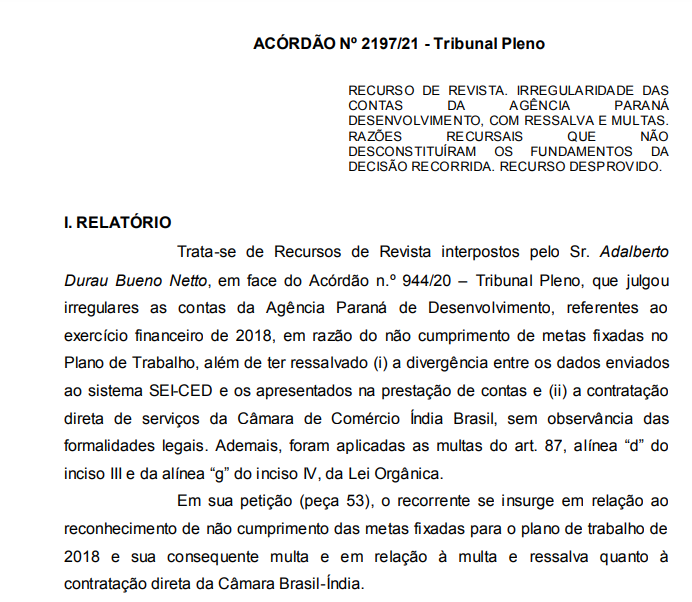 ACÓRDÃO Nº 2197/21 - Tribunal Pleno
RECURSO DE REVISTA. IRREGULARIDADE DAS
CONTAS DA AGÊNCIA PARANÁ
DESENVOLVIMENTO, COM RESSALVA E MULTAS.
RAZÕES RECURSAIS QUE NÃO
DESCONSTITUÍRAM OS FUNDAMENTOS DA
DECISÃO RECORRIDA. RECURSO DESPROVIDO.
I. RELATÓRIO
Trata-se de Recursos de Revista interpostos pelo Sr. Adalberto
Durau Bueno Netto, em face do Acórdão n.º 944/20 – Tribunal Pleno, que julgou
irregulares as contas da Agência Paraná de Desenvolvimento, referentes ao
exercício financeiro de 2018, em razão do não cumprimento de metas fixadas no
Plano de Trabalho, além de ter ressalvado (i) a divergência entre os dados enviados
ao sistema SEI-CED e os apresentados na prestação de contas e (ii) a contratação
direta de serviços da Câmara de Comércio Índia Brasil, sem observância das
formalidades legais. Ademais, foram aplicadas as multas do art. 87, alínea “d” do
inciso III e da alínea “g” do inciso IV, da Lei Orgânica.
Em sua petição (peça 53), o recorrente se insurge em relação ao
reconhecimento de não cumprimento das metas fixadas para o plano de trabalho de
2018 e sua consequente multa e em relação à multa e ressalva quanto à
contratação direta da Câmara Brasil-Índia.